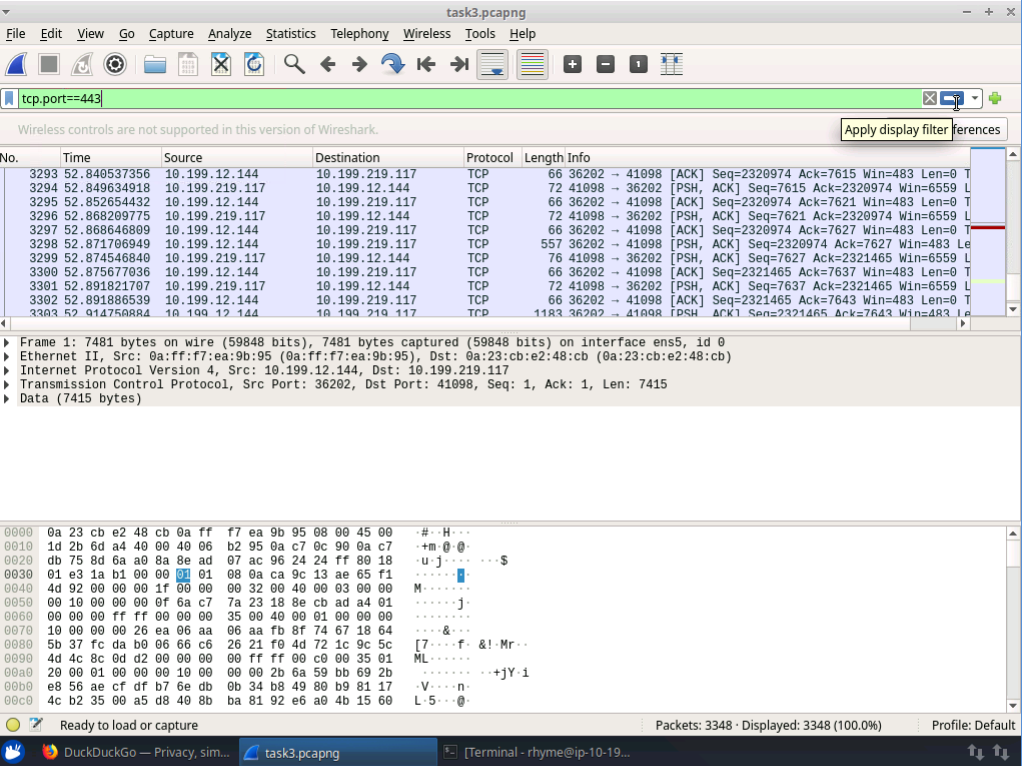 task3.pcapng
File Edit View Go Capture Analyze Statistics Telephony Wireless Tools Help
tcp.port==443
Wireless controls are not supported in this version of Wireshark.
Apply display filter
ferences
No. Time Source Destination Protocol Length Info
3293 52.840537356 10.199.12.144 10.199.219.117 TCP 66 36202 → 41098 [ACK] Seq=2320974 Ack=7615 Win=483 Len=0 T
3294 52.849634918 10.199.219.117 10.199.12.144 TCP 72 41098 → 36202 [PSH, ACK] Seq=7615 Ack=2320974 Win=6559 L
3295 52.852654432 10.199.12.144 10.199.219.117 TCP 66 36202 → 41098 [ACK] Seq=2320974 Ack=7621 Win=483 Len=0 T
3296 52.868209775 10.199.219.117 10.199.12.144 TCP 72 41098 → 36202 [PSH, ACK] Seq=7621 Ack=2320974 Win=6559 L
3297 52.868646809 10.199.12.144 10.199.219.117 TCP 66 36202 → 41098 [ACK] Seq=2320974 Ack=7627 Win=483 Len=0 T
3298 52.871706949 10.199.12.144 10.199.219.117 TCP 557 36202 → 41098 [PSH, ACK] Seq=2320974 Ack=7627 Win=483 Le
3299 52.874546840 10.199.219.117 10.199.12.144 TCP 76 41098 → 36202 [PSH, ACK] Seq=7627 Ack=2321465 Win=6559 L
3300 52.875677036 10.199.12.144 10.199.219.117 TCP 66 36202 → 41098 [ACK] Seq=2321465 Ack=7637 Win=483 Len=0 T
3301 52.891821707 10.199.219.117 10.199.12.144 TCP 72 41098 → 36202 [PSH, ACK] Seq=7637 Ack=2321465 Win=6559 L
3302 52.891886539 10.199.12.144 10.199.219.117 TCP 66 36202 → 41098 [ACK] Seq=2321465 Ack=7643 Win=483 Len=0 T
3303 52.914750884 10.199.12.144 10.199.219.117 TCP 1183 36202 → 41098 [PSH, ACK] Seq=2321465 Ack=7643 Win=483 Le
Frame 1: 7481 bytes on wire (59848 bits), 7481 bytes captured (59848 bits) on interface ens5, id 0
Ethernet II, Src: 0a:ff:f7:ea:9b:95 (0a:ff:f7:ea:9b:95), Dst: 0a:23:cb:e2:48:cb (0a:23:cb:e2:48:cb)
Internet Protocol Version 4, Src: 10.199.12.144, Dst: 10.199.219.117
Transmission Control Protocol, Src Port: 36202, Dst Port: 41098, Seq: 1, Ack: 1, Len: 7415
Data (7415 bytes)
0000 0a 23 cb e2 48 cb 0a ff f7 ea 9b 95 08 00 45 00 ·#··H···
0010 1d 2b 6d a4 40 00 40 06 b2 95 0a c7 0c 90 0a c7 ·+m·@·@·
0020 db 75 8d 6a a0 8a 8e ad 07 ac 96 24 24 ff 80 18 ·u·j···· ···$
0030 01 e3 1a b1 00 00 01 01 08 0a ca 9c 13 ae 65 f1 ········
0040 4d 92 00 00 00 1f 00 00 00 32 00 40 00 03 00 00 M·······
0050 00 10 00 00 00 0f 6a c7 7a 23 18 8e cb ad a4 01 ······j·
0060 00 00 00 ff ff 00 00 00 35 00 40 00 01 00 00 00 ········
0070 10 00 00 00 26 ea 06 aa 06 aa fb 8f 74 67 18 64 ····&···
0080 5b 37 fc da b0 06 66 c6 26 21 f0 4d 72 1c 9c 5c [7····f· &!·Mr··
0090 4d 4c 8c 0d d2 00 00 00 00 ff ff 00 c0 00 35 01 ML······
00a0 20 00 01 00 00 00 10 00 00 00 2b 6a 59 bb 69 2b ········ ··+jY·i
00b0 e8 56 ae cf df b7 6e db 0b 34 b8 49 80 b9 81 17 ·V····n·
00c0 4c b2 35 00 a5 d8 40 8b ba 81 92 e6 a0 4b 15 60 L·5···@·
Ready to load or capture
Packets: 3348 · Displayed: 3348 (100.0%)
Profile: Default
DuckDuckGo — Privacy, sim...
task3.pcapng
[Terminal - rhyme@ip-10-19...